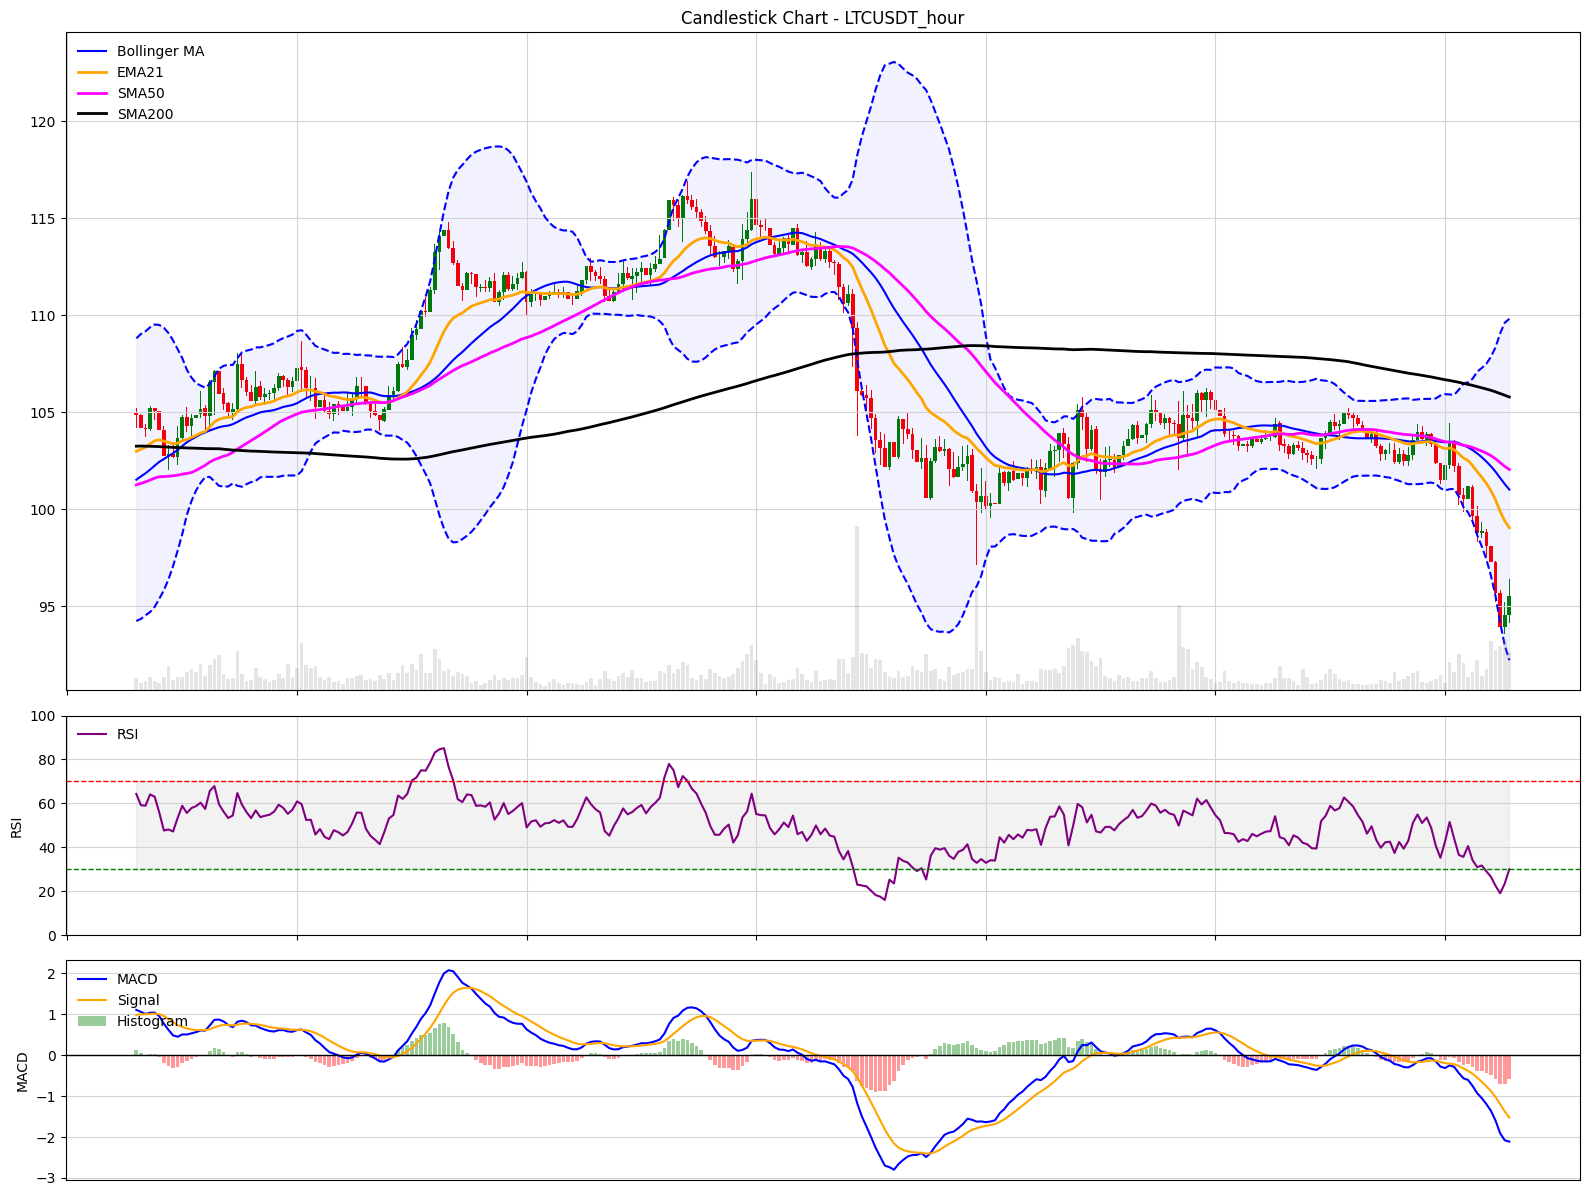 Candlestick Chart - LTCUSDT_hour
Bollinger MA
EMA21
SMA50
SMA200
120
115
110
105
100
95
RSI
100
80
60
40
20
0
RSI
MACD
Signal
Histogram
2
1
0
−1
−2
−3
MACD